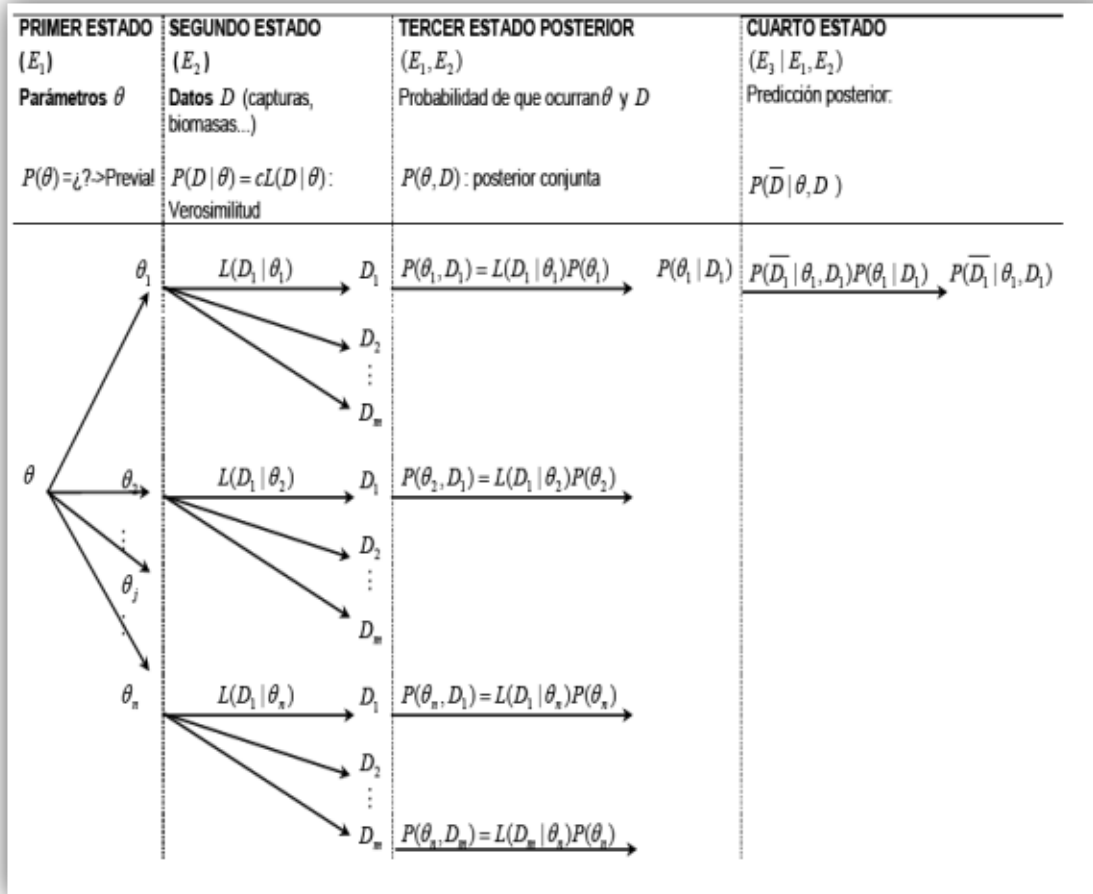 PRIMER ESTADO SEGUNDO ESTADO TERCER ESTADO POSTERIOR CUARTO ESTADO
(E₁) (E₂) (E₁,E₂) (E₃ | E₁,E₂)
Parámetros θ Datos D (capturas, Probabilidad de que ocurran θ y D Predicción posterior:
biomasas...)
P(θ) =¿?->Previa! P(D | θ) = cL(D | θ) : P(θ,D) : posterior conjunta P(D̅ | θ,D )
Verosimilitud
θ₁ L(D₁ | θ₁) D₁ P(θ₁,D₁) = L(D₁ | θ₁)P(θ₁) P(θ₁ | D₁) P(D̅₁ | θ₁,D₁)P(θ₁ | D₁) P(D̅₁ | θ₁,D₁)
D₂
⋮
Dₘ
θ θ₂ L(D₁ | θ₂) D₁ P(θ₂,D₁) = L(D₁ | θ₂)P(θ₂)
⋮ D₂
θⱼ ⋮
⋮ Dₘ
θₙ L(D₁ | θₙ) D₁ P(θₙ,D₁) = L(D₁ | θₙ)P(θₙ)
D₂
⋮
Dₘ P(θₙ,Dₘ) = L(Dₘ | θₙ)P(θₙ)